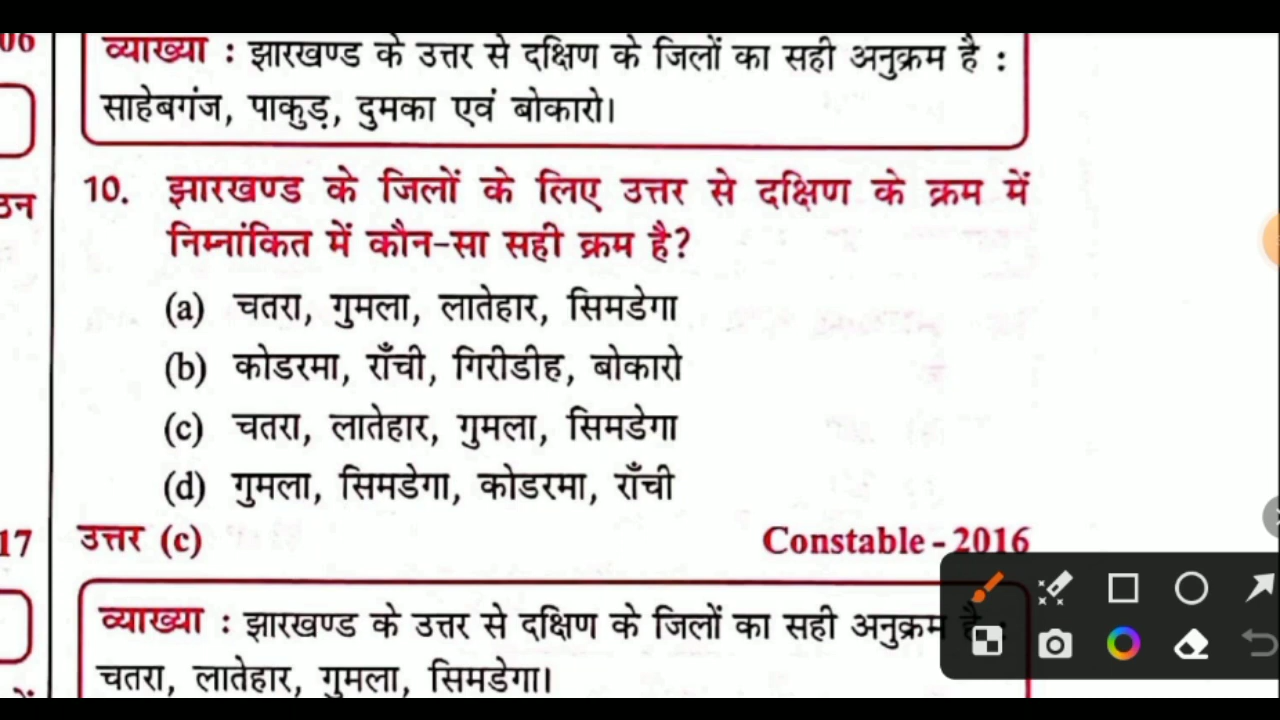 06
व्याख्या : झारखण्ड के उत्तर से दक्षिण के जिलों का सही अनुक्रम है :
साहेबगंज, पाकुड़, दुमका एवं बोकारो।
10. झारखण्ड के जिलों के लिए उत्तर से दक्षिण के क्रम में
निम्नांकित में कौन-सा सही क्रम है?
(a) चतरा, गुमला, लातेहार, सिमडेगा
(b) कोडरमा, राँची, गिरीडीह, बोकारो
(c) चतरा, लातेहार, गुमला, सिमडेगा
(d) गुमला, सिमडेगा, कोडरमा, राँची
17
उत्तर (c) Constable - 2016
व्याख्या : झारखण्ड के उत्तर से दक्षिण के जिलों का सही अनुक्रम है :
चतरा, लातेहार, गुमला, सिमडेगा।